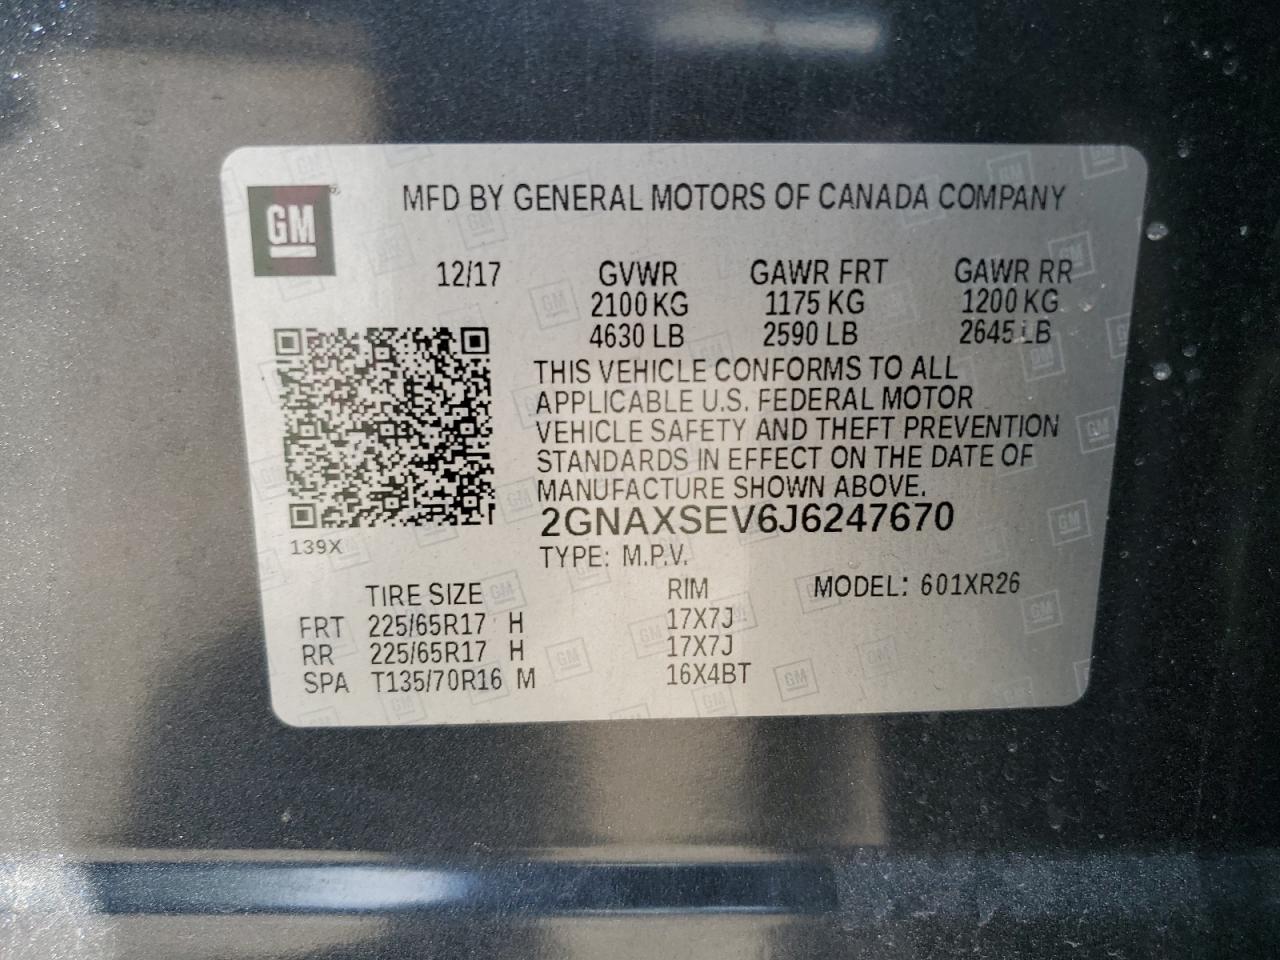 GM
MFD BY GENERAL MOTORS OF CANADA COMPANY
12/17 GVWR GAWR FRT GAWR RR
2100 KG 1175 KG 1200 KG
4630 LB 2590 LB 2645 LB
THIS VEHICLE CONFORMS TO ALL
APPLICABLE U.S. FEDERAL MOTOR
VEHICLE SAFETY AND THEFT PREVENTION
STANDARDS IN EFFECT ON THE DATE OF
MANUFACTURE SHOWN ABOVE.
2GNAXSEV6J6247670
139X
TYPE: M.P.V.
TIRE SIZE RIM MODEL: 601XR26
FRT 225/65R17 H 17X7J
RR 225/65R17 H 17X7J
SPA T135/70R16 M 16X4BT